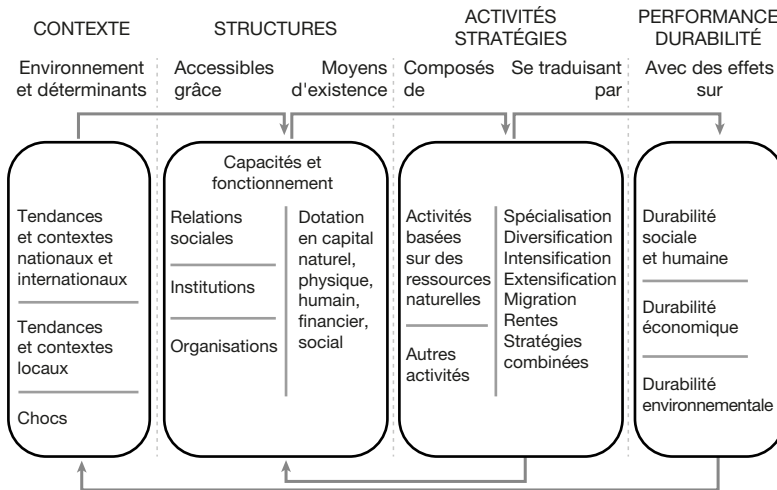 CONTEXTE
Environnement
et déterminants
STRUCTURES
Accessibles
grâce
Moyens
d'existence
ACTIVITÉS
STRATÉGIES
Composés
de
Se traduisant
par
PERFORMANCE
DURABILITÉ
Avec des effets
sur
Tendances
et contextes
nationaux et
internationaux
Tendances
et contextes
locaux
Chocs
Capacités et
fonctionnement
Relations
sociales
Institutions
Organisations
Dotation
en capital
naturel,
physique,
humain,
financier,
social
Activités
basées
sur des
ressources
naturelles
Autres
activités
Spécialisation
Diversification
Intensification
Extensification
Migration
Rentes
Stratégies
combinées
Durabilité
sociale
et humaine
Durabilité
économique
Durabilité
environnementale